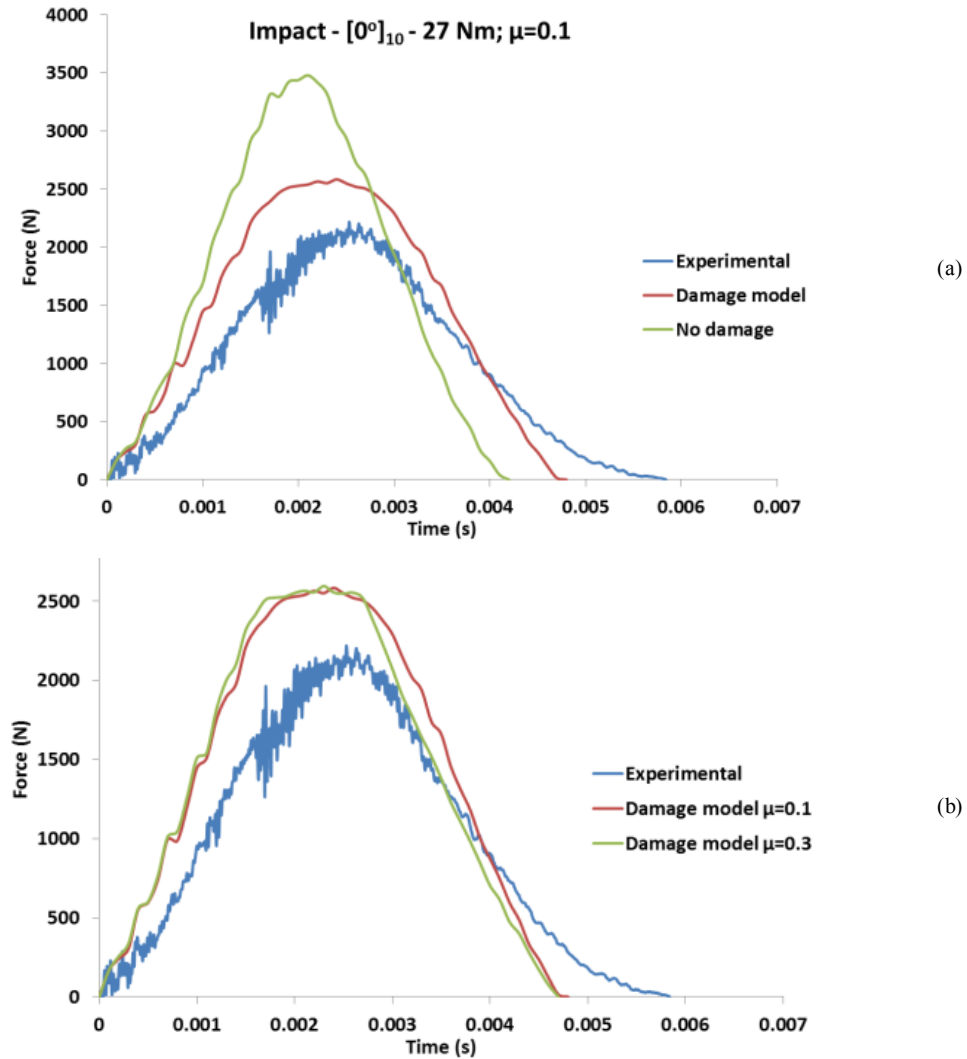 Impact - [0°]10 - 27 Nm; μ=0.1
4000
3500
3000
2500
2000
1500
1000
500
0
Force (N)
0 0.001 0.002 0.003 0.004 0.005 0.006 0.007
Time (s)
Experimental
Damage model
No damage
(a)
2500
2000
1500
1000
500
0
Force (N)
0 0.001 0.002 0.003 0.004 0.005 0.006 0.007
Time (s)
Experimental
Damage model μ=0.1
Damage model μ=0.3
(b)